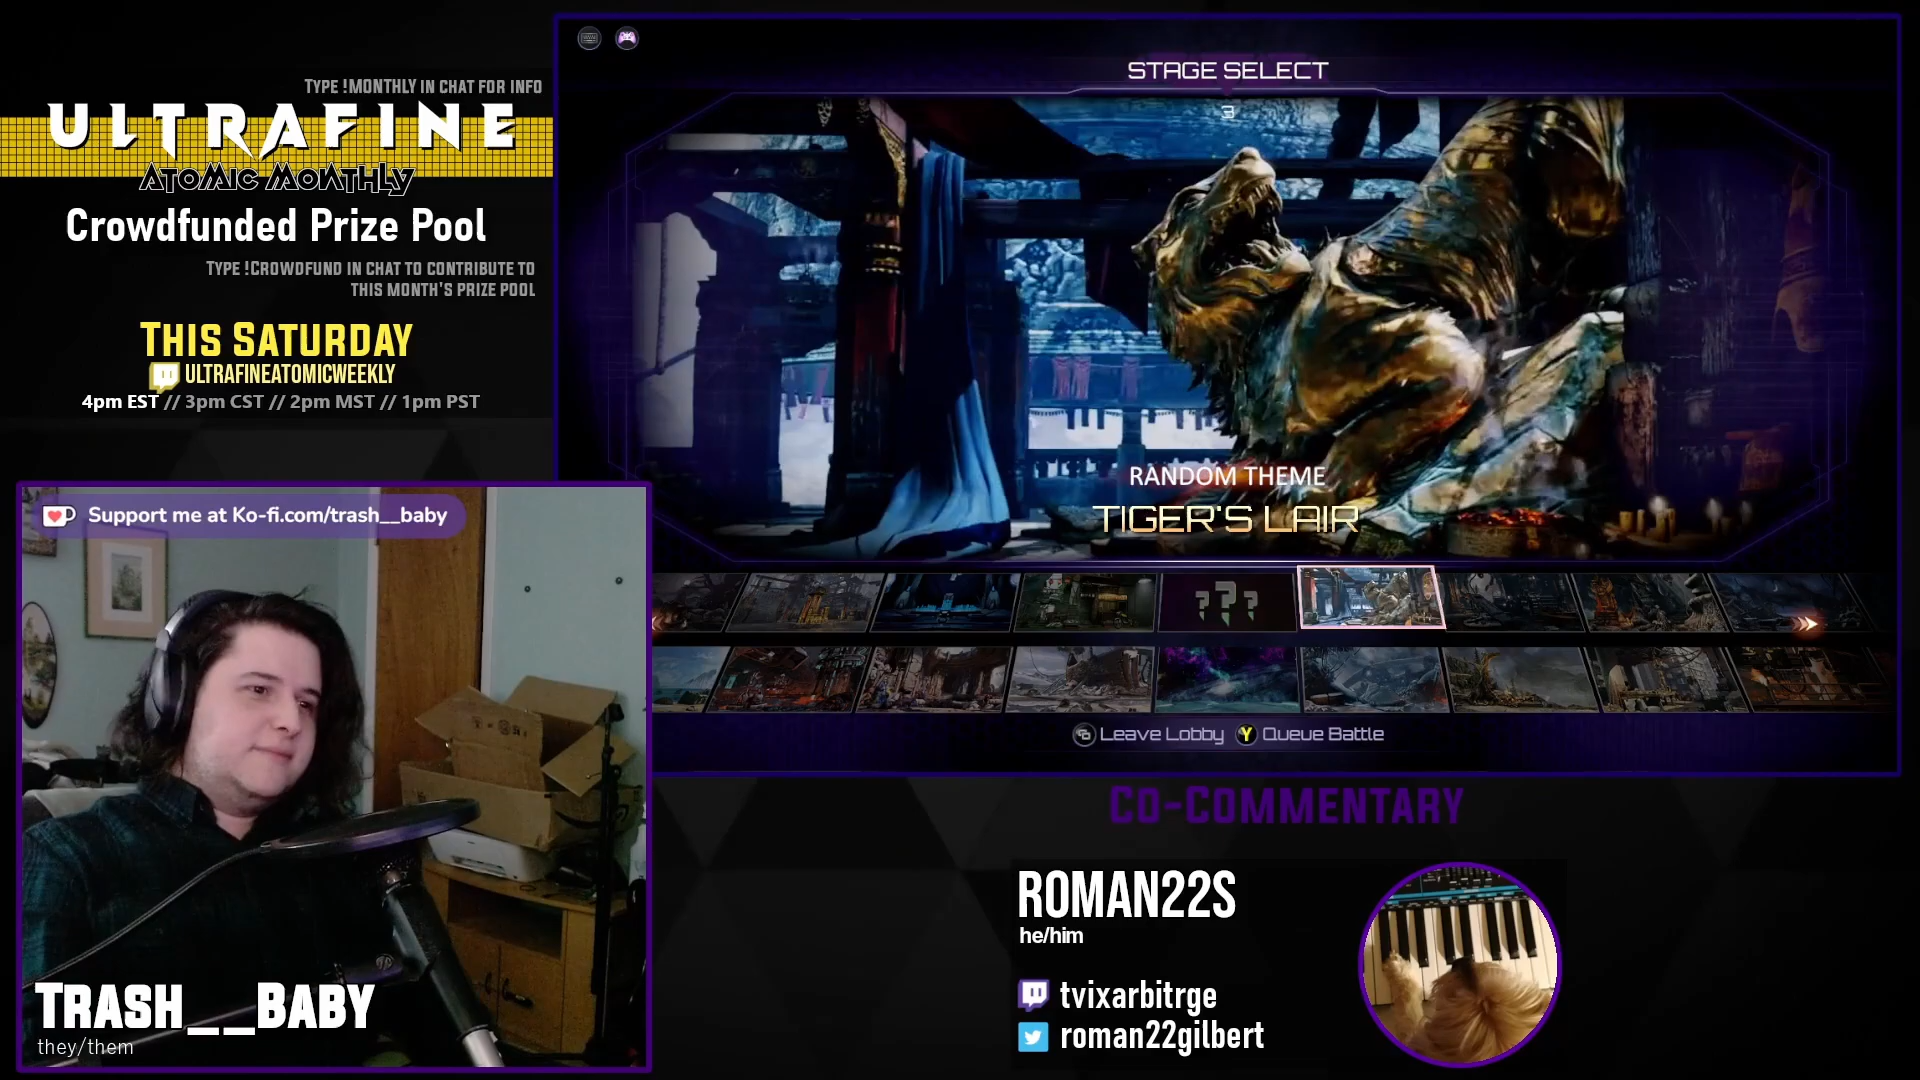 Type !Monthly in chat for info
ULTRAFINE
Atomic Monthly
Crowdfunded Prize Pool
Type !Crowdfund in chat to contribute to
this month's prize pool
This Saturday
ULTRAFINEATOMICWEEKLY
4pm EST // 3pm CST // 2pm MST // 1pm PST
STAGE SELECT
3
RANDOM THEME
TIGER'S LAIR
???
Leave Lobby Y Queue Battle
Support me at Ko-fi.com/trash__baby
Trash__Baby
they/them
Co-Commentary
ROMAN22S
he/him
tvixarbitrge
roman22gilbert